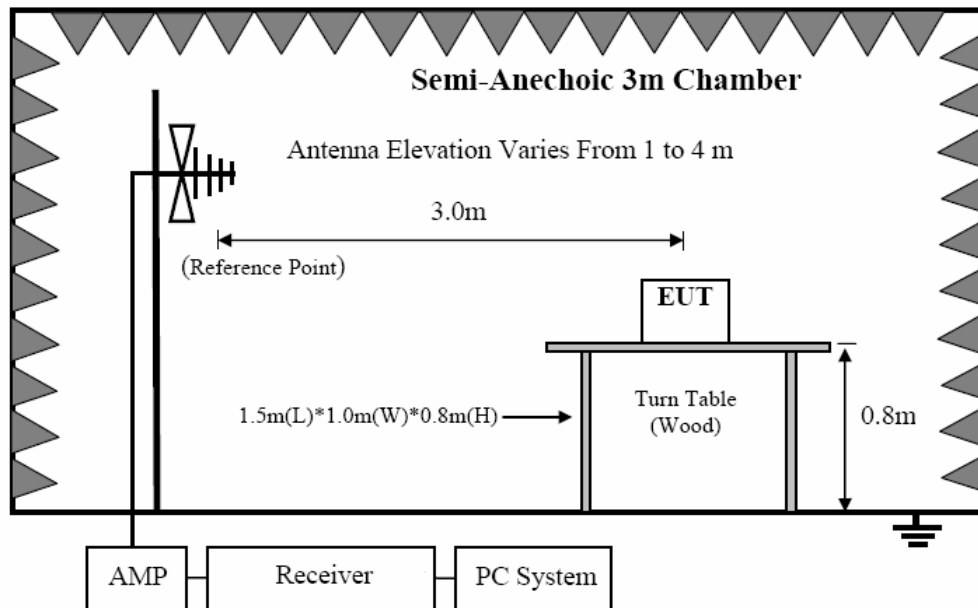 Semi-Anechoic 3m Chamber
Antenna Elevation Varies From 1 to 4 m
3.0m
(Reference Point)
EUT
1.5m(L)*1.0m(W)*0.8m(H)
Turn Table
(Wood)
0.8m
AMP
Receiver
PC System